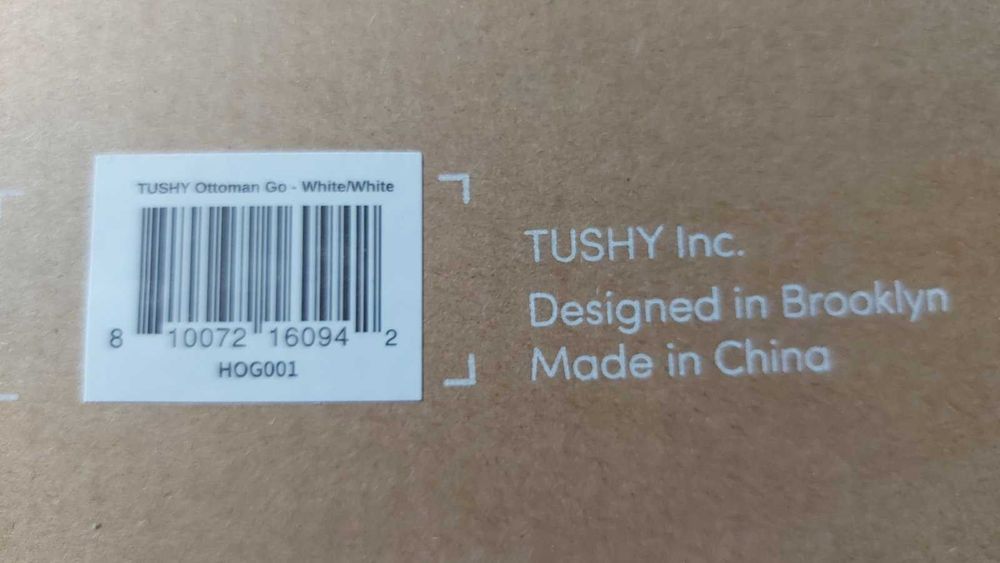 TUSHY Ottoman Go - White/White
8 10072 16094 2
HOG001
TUSHY Inc.
Designed in Brooklyn
Made in China